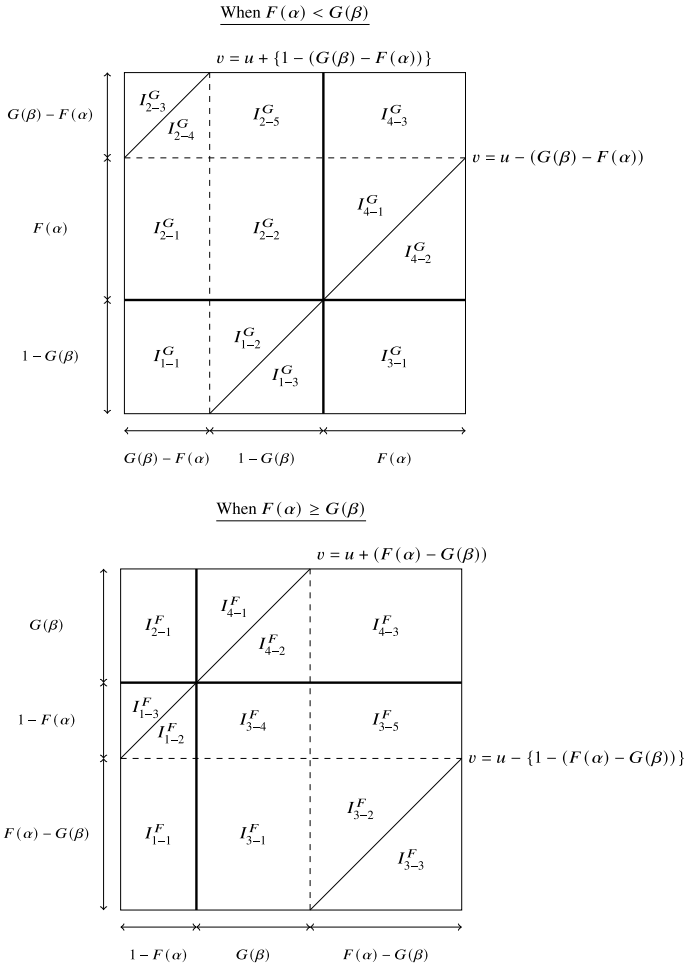 When F(α) < G(β)
v = u + {1 − (G(β) − F(α))}
G(β) − F(α)
I^G_{2−3}
I^G_{2−4}
I^G_{2−5}
I^G_{4−3}
v = u − (G(β) − F(α))
F(α)
I^G_{2−1}
I^G_{2−2}
I^G_{4−1}
I^G_{4−2}
1 − G(β)
I^G_{1−1}
I^G_{1−2}
I^G_{1−3}
I^G_{3−1}
G(β) − F(α) 1 − G(β) F(α)
When F(α) ≥ G(β)
v = u + (F(α) − G(β))
G(β)
I^F_{2−1}
I^F_{4−1}
I^F_{4−2}
I^F_{4−3}
1 − F(α)
I^F_{1−3}
I^F_{1−2}
I^F_{3−4}
I^F_{3−5}
v = u − {1 − (F(α) − G(β))}
F(α) − G(β)
I^F_{1−1}
I^F_{3−1}
I^F_{3−2}
I^F_{3−3}
1 − F(α) G(β) F(α) − G(β)